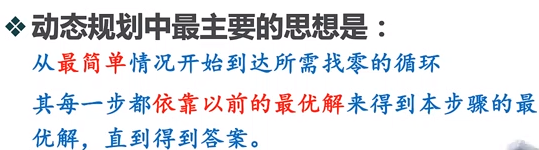 ❖ 动态规划中最主要的思想是：
从最简单情况开始到达所需找零的循环
其每一步都依靠以前的最优解来得到本步骤的最
优解，直到得到答案。